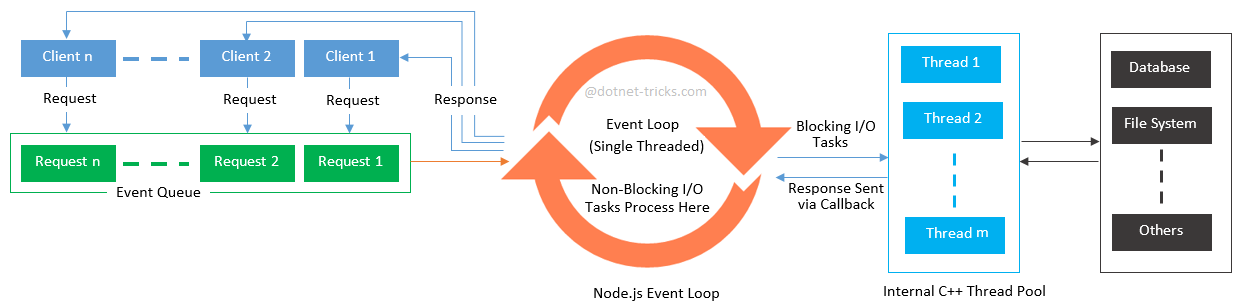 Client n
Client 2
Client 1
Request
Request
Request
Response
Request n
Request 2
Request 1
Event Queue
@dotnet-tricks.com
Event Loop
(Single Threaded)
Non-Blocking I/O
Tasks Process Here
Node.js Event Loop
Blocking I/O
Tasks
Response Sent
via Callback
Thread 1
Thread 2
Thread m
Internal C++ Thread Pool
Database
File System
Others